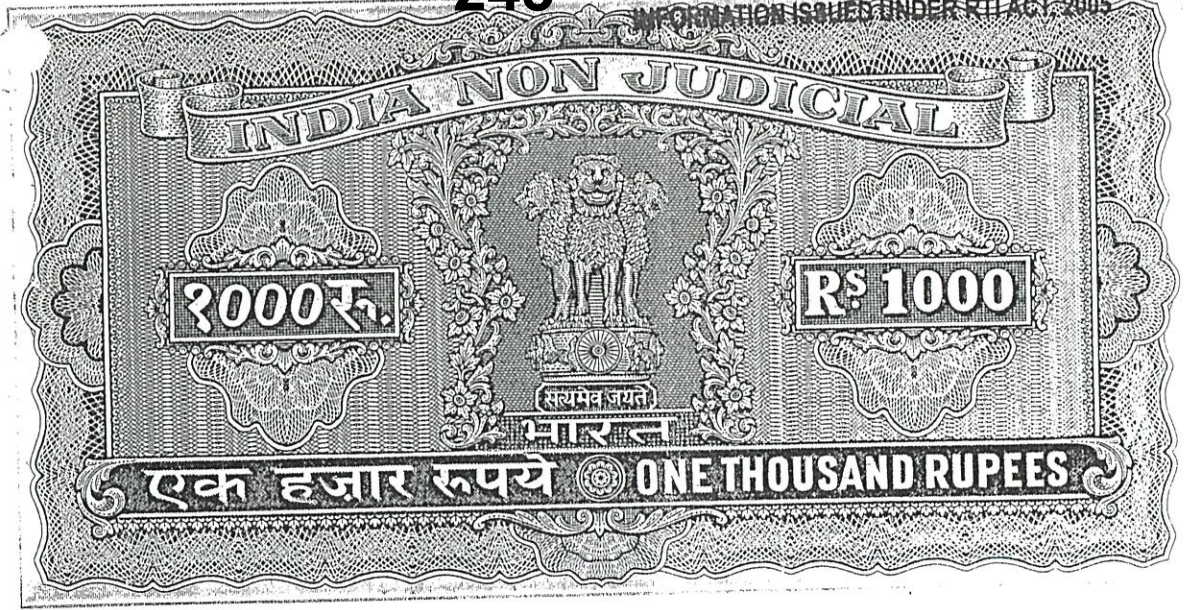 INFORMATION ISSUED UNDER RTI ACT, 2005
INDIA NON JUDICIAL
१000रु.
Rs. 1000
सत्यमेव जयते
भारत
एक हजार रूपये ONE THOUSAND RUPEES